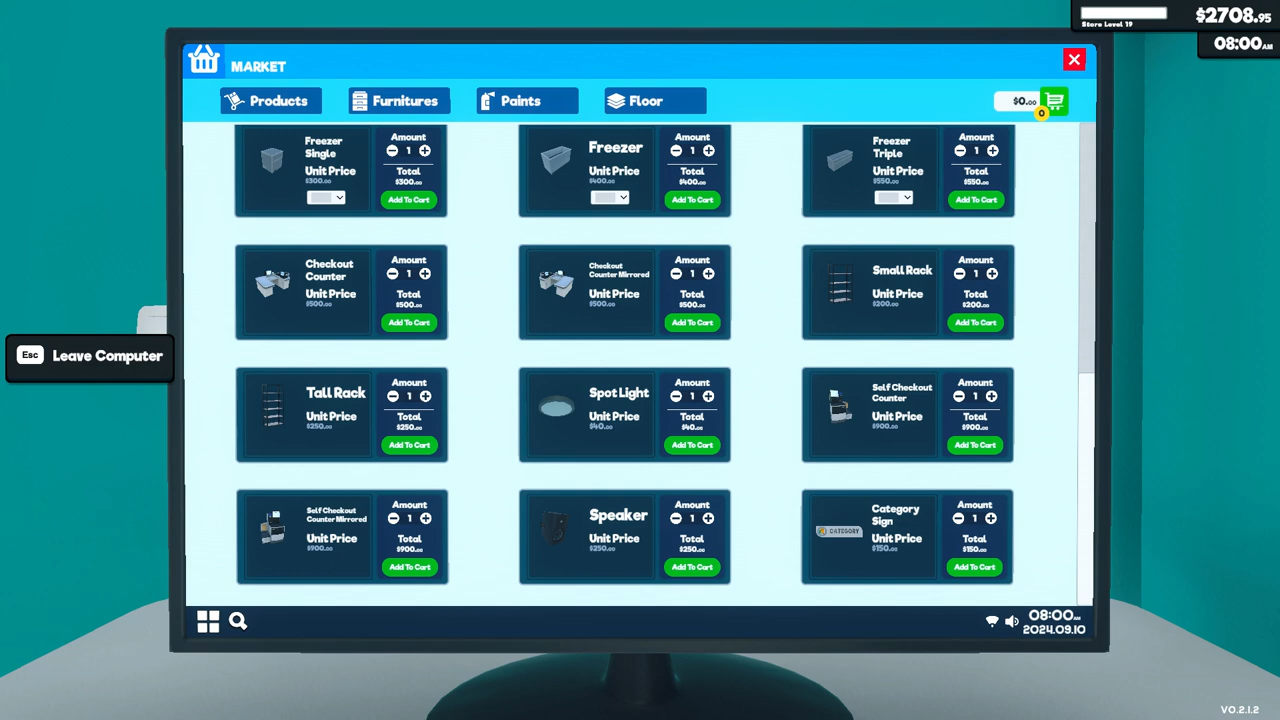 $2708.95
Store Level 19
08:00AM
MARKET
Products
Furnitures
Paints
Floor
$0.00
0
Freezer
Single
Unit Price
$300.00
Amount
1
Total
$300.00
Add To Cart
Freezer
Unit Price
$400.00
Amount
1
Total
$400.00
Add To Cart
Freezer
Triple
Unit Price
$550.00
Amount
1
Total
$550.00
Add To Cart
Checkout
Counter
Unit Price
$500.00
Amount
1
Total
$500.00
Add To Cart
Checkout
Counter Mirrored
Unit Price
$500.00
Amount
1
Total
$500.00
Add To Cart
Small Rack
Unit Price
$200.00
Amount
1
Total
$200.00
Add To Cart
Esc Leave Computer
Tall Rack
Unit Price
$250.00
Amount
1
Total
$250.00
Add To Cart
Spot Light
Unit Price
$40.00
Amount
1
Total
$40.00
Add To Cart
Self Checkout
Counter
Unit Price
$900.00
Amount
1
Total
$900.00
Add To Cart
Self Checkout
Counter Mirrored
Unit Price
$900.00
Amount
1
Total
$900.00
Add To Cart
Speaker
Unit Price
$250.00
Amount
1
Total
$250.00
Add To Cart
CATEGORY
Category
Sign
Unit Price
$150.00
Amount
1
Total
$150.00
Add To Cart
08:00AM
2024.09.10
V0.2.1.2